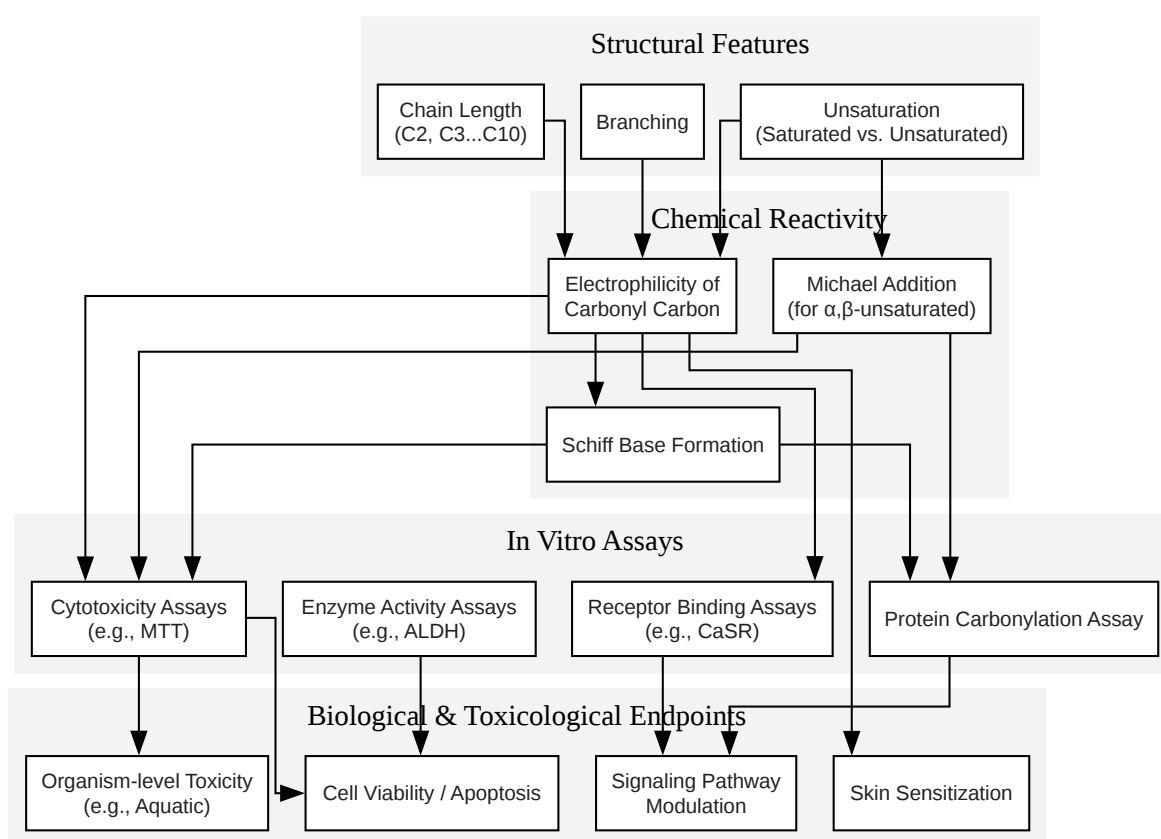 Structural Features
Chain Length
(C2, C3...C10)
Branching
Unsaturation
(Saturated vs. Unsaturated)
Chemical Reactivity
Electrophilicity of
Carbonyl Carbon
Michael Addition
(for α,β-unsaturated)
Schiff Base Formation
In Vitro Assays
Cytotoxicity Assays
(e.g., MTT)
Enzyme Activity Assays
(e.g., ALDH)
Receptor Binding Assays
(e.g., CaSR)
Protein Carbonylation Assay
Biological & Toxicological Endpoints
Organism-level Toxicity
(e.g., Aquatic)
Cell Viability / Apoptosis
Signaling Pathway
Modulation
Skin Sensitization